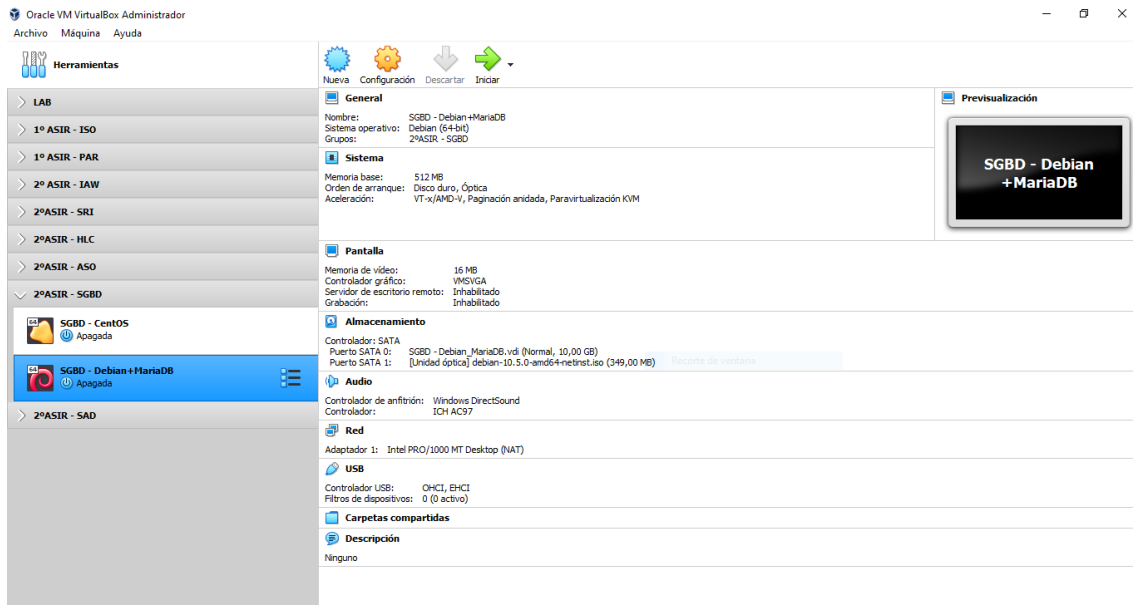 Oracle VM VirtualBox Administrador
Archivo Máquina Ayuda
Herramientas
LAB
1º ASIR - ISO
1º ASIR - PAR
2º ASIR - IAW
2ºASIR - SRI
2ºASIR - HLC
2ºASIR - ASO
2ºASIR - SGBD
64
SGBD - CentOS
Apagada
64
SGBD - Debian+MariaDB
Apagada
2ºASIR - SAD
Nueva Configuración Descartar Iniciar
General
Nombre: SGBD - Debian+MariaDB
Sistema operativo: Debian (64-bit)
Grupos: 2ºASIR - SGBD
Sistema
Memoria base: 512 MB
Orden de arranque: Disco duro, Óptica
Aceleración: VT-x/AMD-V, Paginación anidada, Paravirtualización KVM
Previsualización
SGBD - Debian
+MariaDB
Pantalla
Memoria de vídeo: 16 MB
Controlador gráfico: VMSVGA
Servidor de escritorio remoto: Inhabilitado
Grabación: Inhabilitado
Almacenamiento
Controlador: SATA
Puerto SATA 0: SGBD - Debian_MariaDB.vdi (Normal, 10,00 GB)
Puerto SATA 1: [Unidad óptica] debian-10.5.0-amd64-netinst.iso (349,00 MB)
Recorte de ventana
Audio
Controlador de anfitrión: Windows DirectSound
Controlador: ICH AC97
Red
Adaptador 1: Intel PRO/1000 MT Desktop (NAT)
USB
Controlador USB: OHCI, EHCI
Filtros de dispositivos: 0 (0 activo)
Carpetas compartidas
Descripción
Ninguno